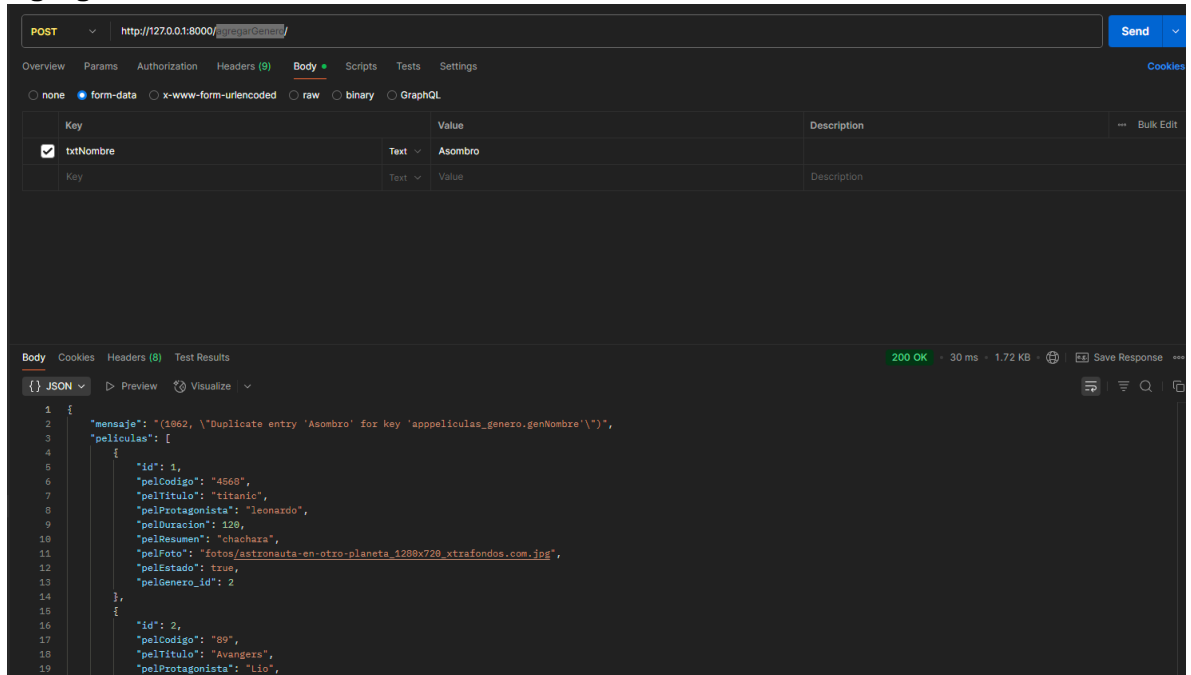 POST http://127.0.0.1:8000/agregarGenero/ Send
Overview Params Authorization Headers (9) Body Scripts Tests Settings Cookies
none form-data x-www-form-urlencoded raw binary GraphQL
Key Value Description ••• Bulk Edit
txtNombre Text Asombro
Key Text Value Description
Body Cookies Headers (8) Test Results 200 OK • 30 ms • 1.72 KB • Save Response •••
{} JSON Preview Visualize
1 {
2 "mensaje": "(1062, \"Duplicate entry 'Asombro' for key 'apppeliculas_genero.genNombre'\")",
3 "peliculas": [
4 {
5 "id": 1,
6 "pelCodigo": "4568",
7 "pelTitulo": "titanic",
8 "pelProtagonista": "leonardo",
9 "pelDuracion": 120,
10 "pelResumen": "chachara",
11 "pelFoto": "fotos/astronauta-en-otro-planeta_1280x720_xtrafondos.com.jpg",
12 "pelEstado": true,
13 "pelGenero_id": 2
14 },
15 {
16 "id": 2,
17 "pelCodigo": "89",
18 "pelTitulo": "Avangers",
19 "pelProtagonista": "Lio",